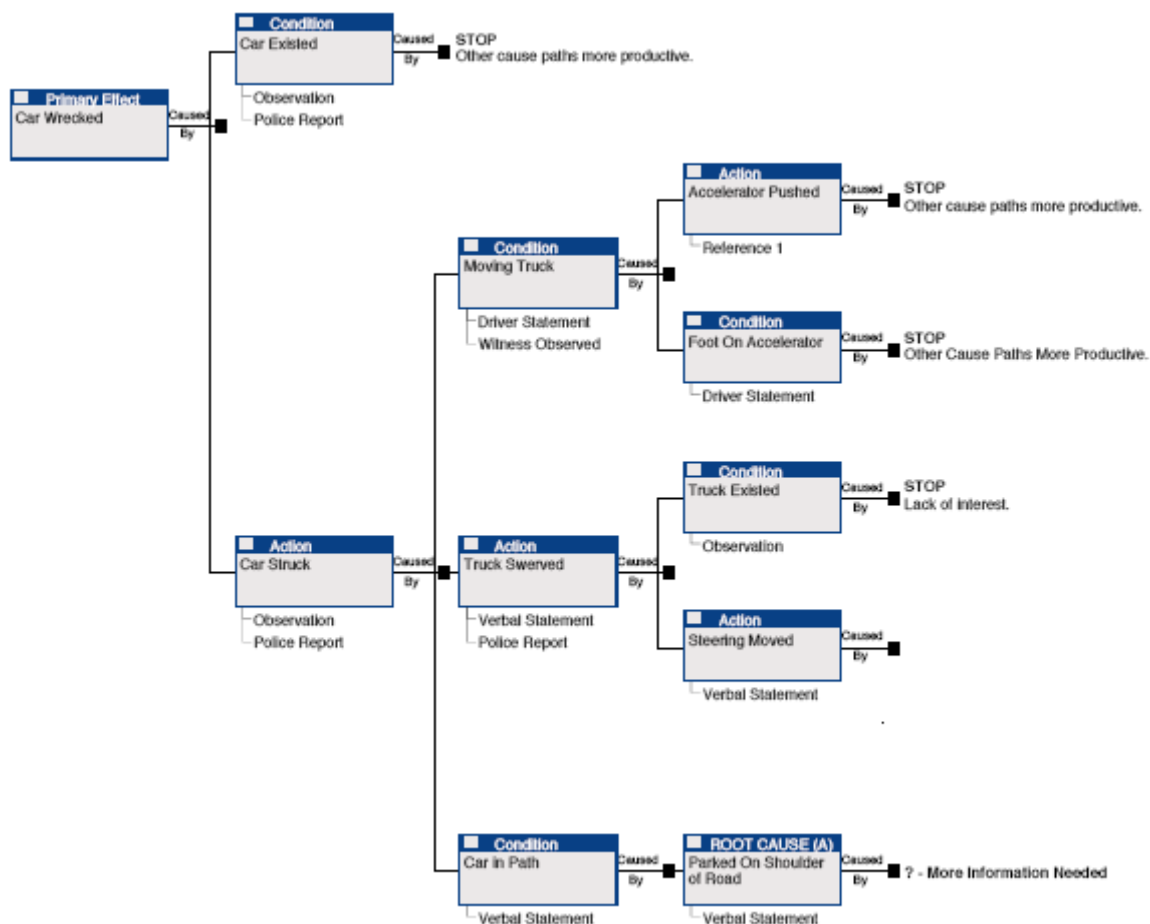 Condition
Car Existed
Caused
By
STOP
Other cause paths more productive.
Observation
Police Report
Primary Effect
Car Wrecked
Caused
By
Action
Accelerator Pushed
Caused
By
STOP
Other cause paths more productive.
Reference 1
Condition
Moving Truck
Caused
By
Driver Statement
Witness Observed
Condition
Foot On Accelerator
Caused
By
STOP
Other Cause Paths More Productive.
Driver Statement
Condition
Truck Existed
Caused
By
STOP
Lack of interest.
Observation
Action
Car Struck
Caused
By
Observation
Police Report
Action
Truck Swerved
Caused
By
Verbal Statement
Police Report
Action
Steering Moved
Caused
By
Verbal Statement
Condition
Car in Path
Caused
By
Verbal Statement
ROOT CAUSE (A)
Parked On Shoulder
of Road
Caused
By
? - More Information Needed
Verbal Statement